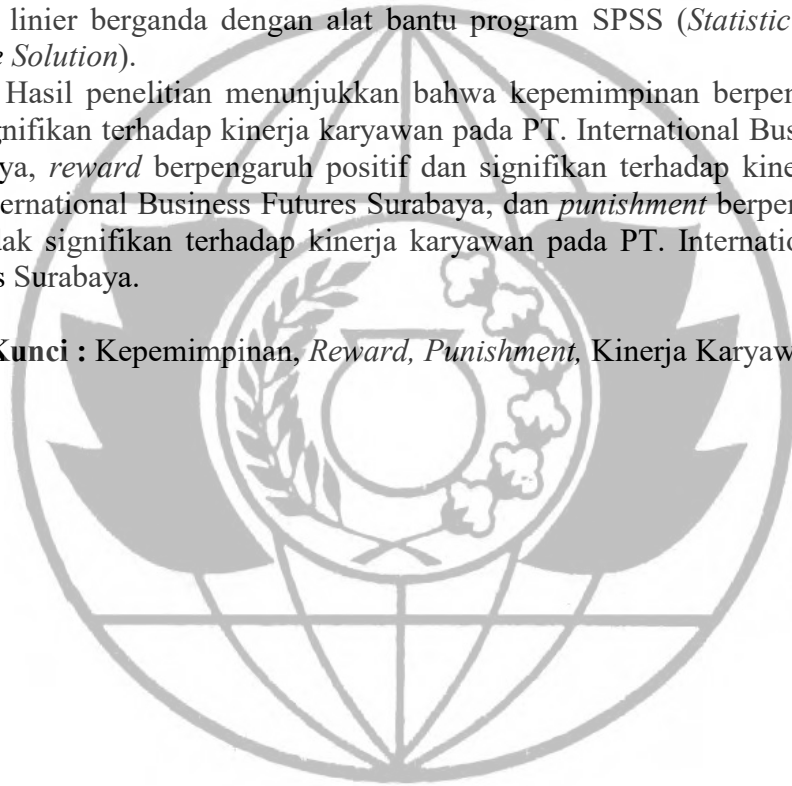 linier berganda dengan alat bantu program SPSS (Statistic
Solution).
Hasil penelitian menunjukkan bahwa kepemimpinan berpen
gnifikan terhadap kinerja karyawan pada PT. International Bus
ya, reward berpengaruh positif dan signifikan terhadap kine
ternational Business Futures Surabaya, dan punishment berpen
dak signifikan terhadap kinerja karyawan pada PT. Internatio
s Surabaya.
Kunci : Kepemimpinan, Reward, Punishment, Kinerja Karyaw